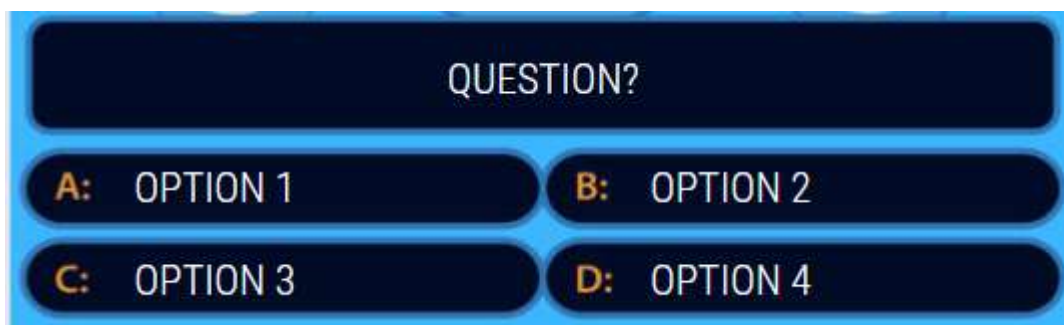 QUESTION?
A: OPTION 1
B: OPTION 2
C: OPTION 3
D: OPTION 4